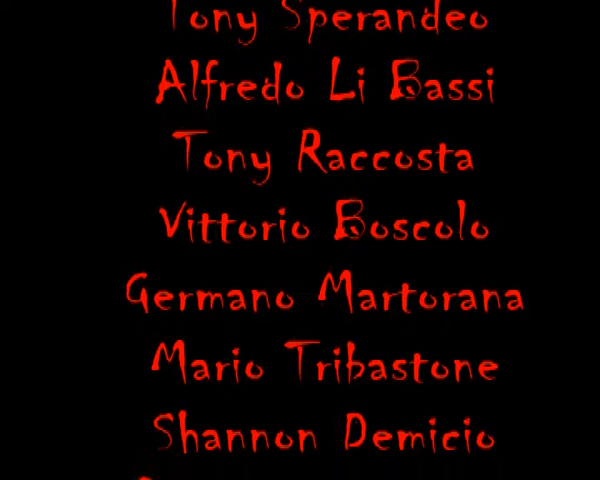 Tony Sperandeo
Alfredo Li Bassi
Tony Raccosta
Vittorio Boscolo
Germano Martorana
Mario Tribastone
Shannon Demicio